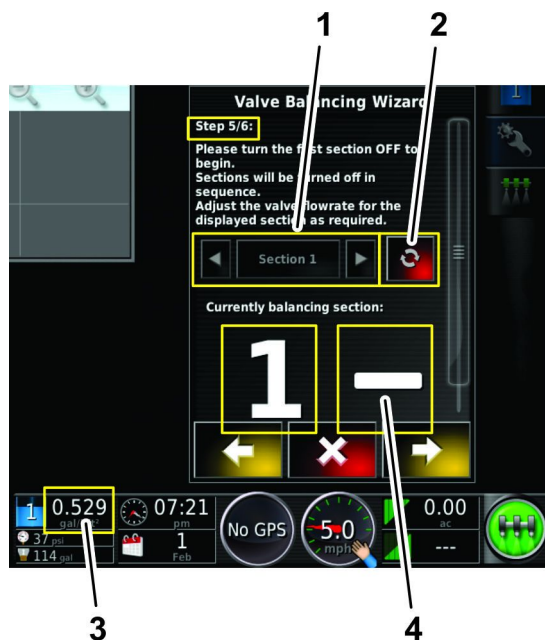 1
2
Valve Balancing Wizard
Step 5/6:
Please turn the first section OFF to
begin.
Sections will be turned off in
sequence.
Adjust the valve flowrate for the
displayed section as required.
Section 1
Currently balancing section:
1
1
0.529
07:21
pm
0.00
ac
37 psi
114 gal
1
Feb
No GPS
5.0
mph
---
3
4